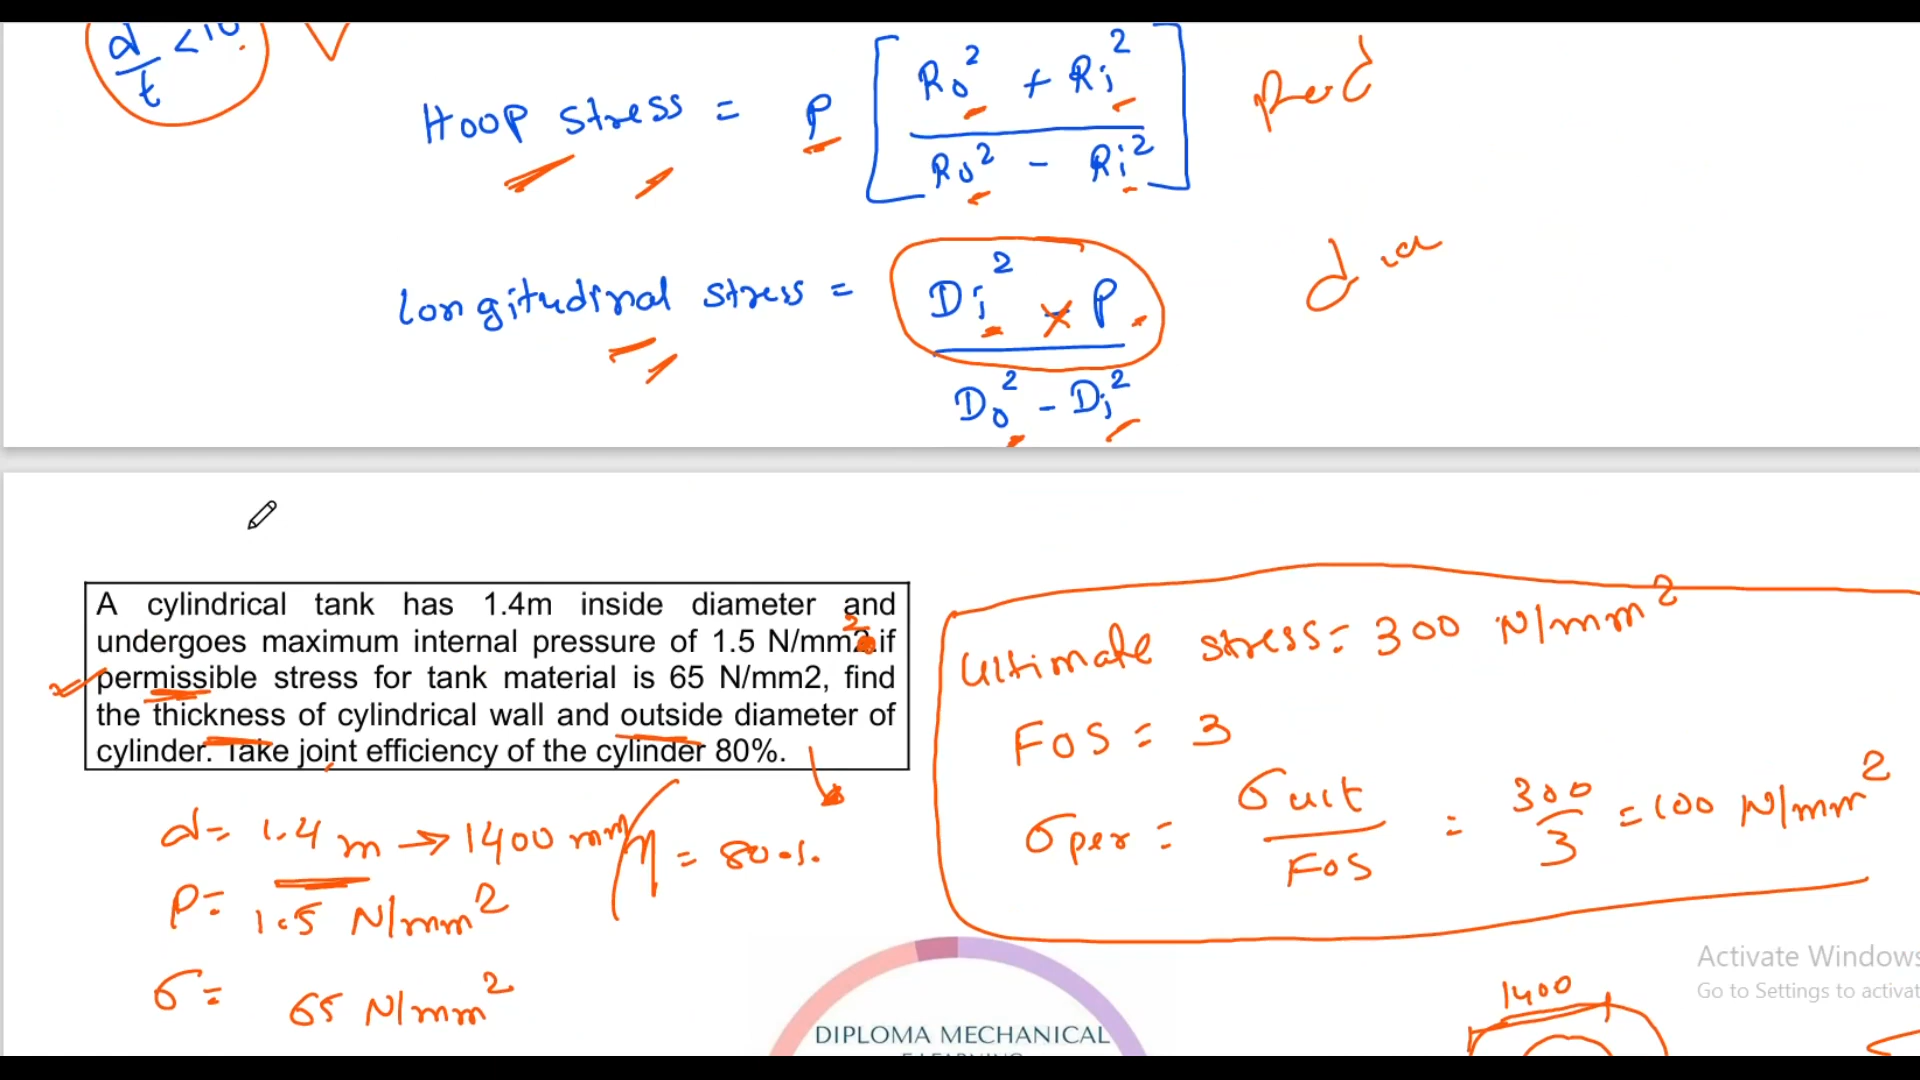 d/t < 10
Hoop stress = P [ Ro² + Ri² / Ro² - Ri² ]
longitudinal stress = Di² × P / Do² - Di²
dia
A cylindrical tank has 1.4m inside diameter and
undergoes maximum internal pressure of 1.5 N/mm2 if
permissible stress for tank material is 65 N/mm2, find
the thickness of cylindrical wall and outside diameter of
cylinder. Take joint efficiency of the cylinder 80%.
d = 1.4 m → 1400 mm
η = 80%
P = 1.5 N/mm²
σ = 65 N/mm²
Ultimate stress = 300 N/mm²
FOS = 3
σper = σult / FOS = 300 / 3 = 100 N/mm²
1400
DIPLOMA MECHANICAL
E LEARNING
Activate Windows
Go to Settings to activat